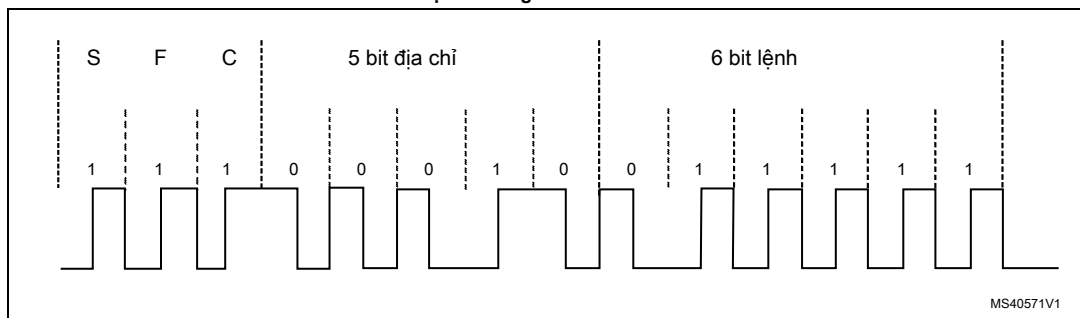 S F C 5 bit địa chỉ 6 bit lệnh
1 1 1 0 0 0 1 0 0 1 1 1 1 1
MS40571V1